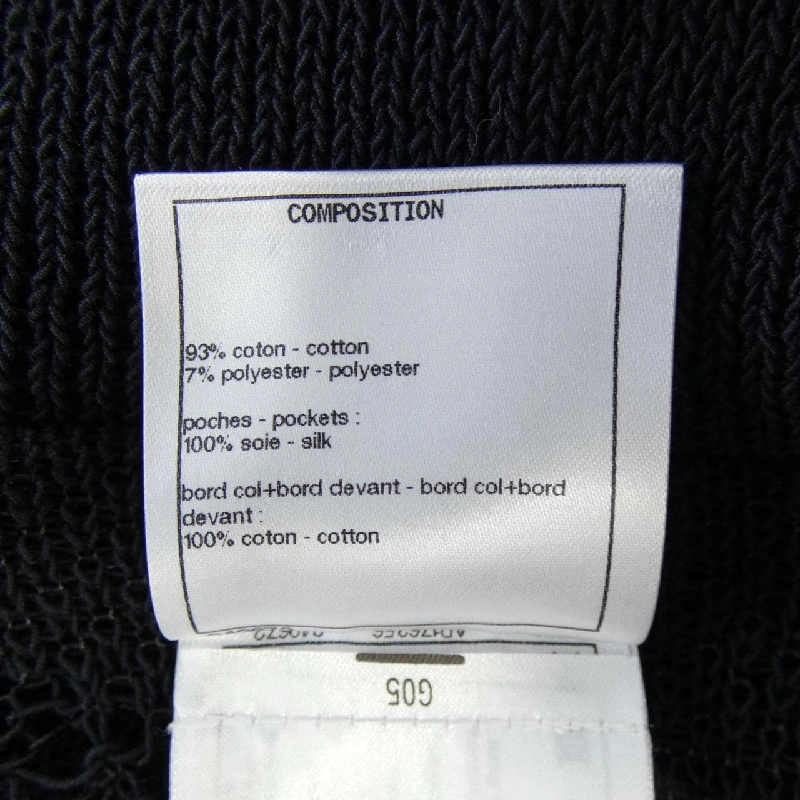 COMPOSITION
93% coton - cotton
7% polyester - polyester
poches - pockets :
100% soie - silk
bord col+bord devant - bord col+bord
devant :
100% coton - cotton
G05